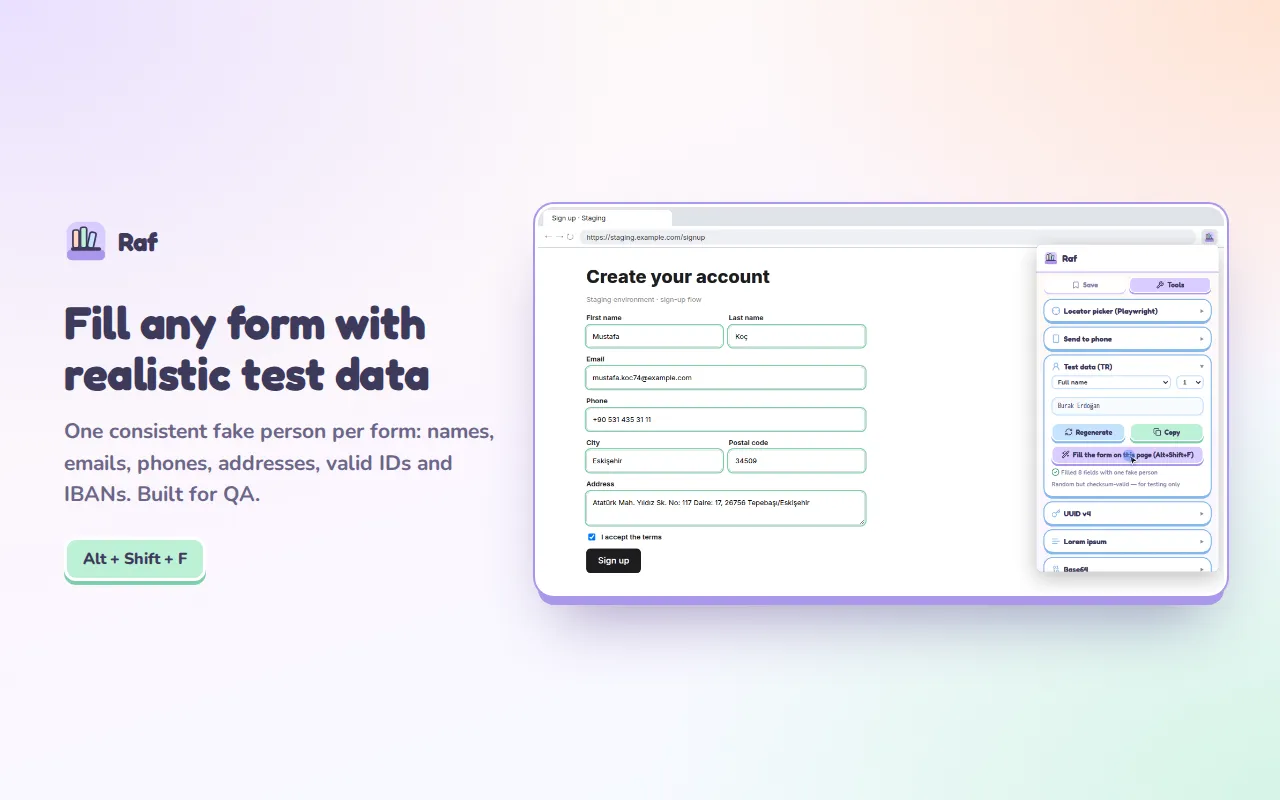 Raf
Fill any form with
realistic test data
One consistent fake person per form: names,
emails, phones, addresses, valid IDs and
IBANs. Built for QA.
Alt + Shift + F
Sign up · Staging
https://staging.example.com/signup
Create your account
Staging environment · sign-up flow
First name
Last name
Mustafa
Koç
Email
mustafa.koc74@example.com
Phone
+90 531 435 31 11
City
Postal code
Eskişehir
34509
Address
Atatürk Mah. Yıldız Sk. No: 117 Daire: 17, 26756 Tepebaşı/Eskişehir
I accept the terms
Sign up
Raf
Save
Tools
Locator picker (Playwright)
Send to phone
Test data (TR)
Full name
1
Burak Erdoğan
Regenerate
Copy
Fill the form on this page (Alt+Shift+F)
Filled 8 fields with one fake person
Random but checksum-valid — for testing only
UUID v4
Lorem ipsum
Base64